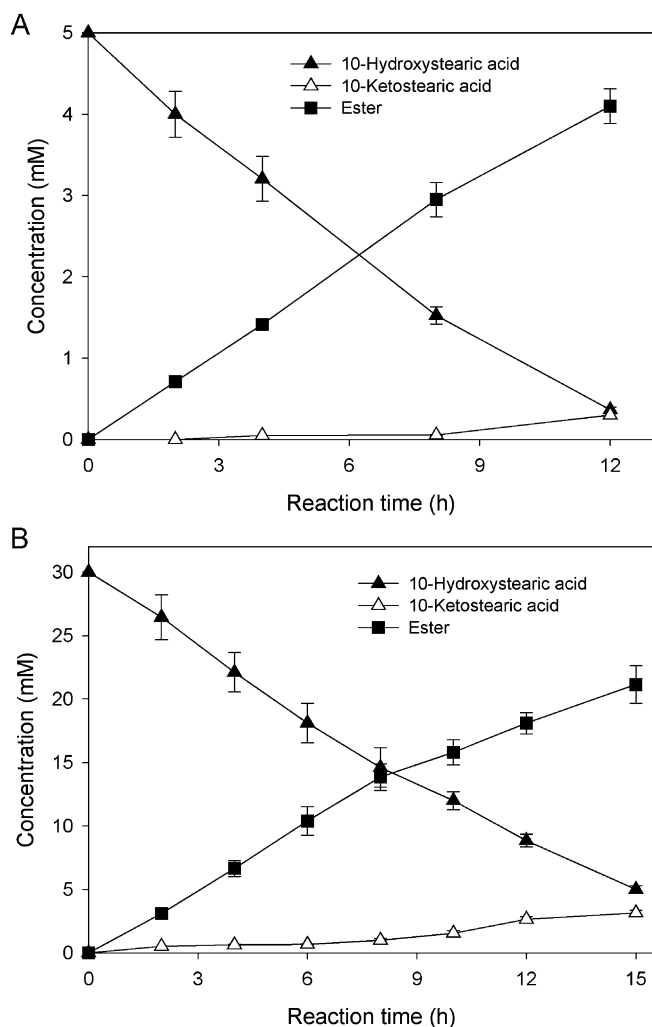 A
5
4
3
2
1
0
Concentration (mM)
10-Hydroxystearic acid
10-Ketostearic acid
Ester
0 3 6 9 12
Reaction time (h)
B
30
25
20
15
10
5
0
Concentration (mM)
10-Hydroxystearic acid
10-Ketostearic acid
Ester
0 3 6 9 12 15
Reaction time (h)